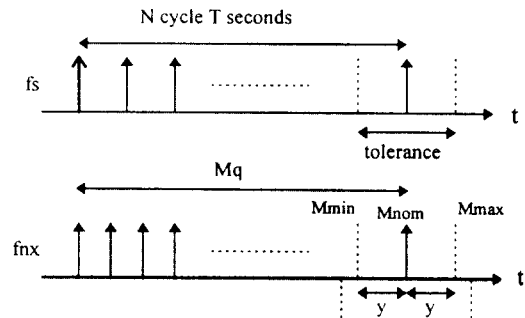 N cycle T seconds
fs
t
tolerance
Mq
Mmin Mnom Mmax
fnx
t
y y